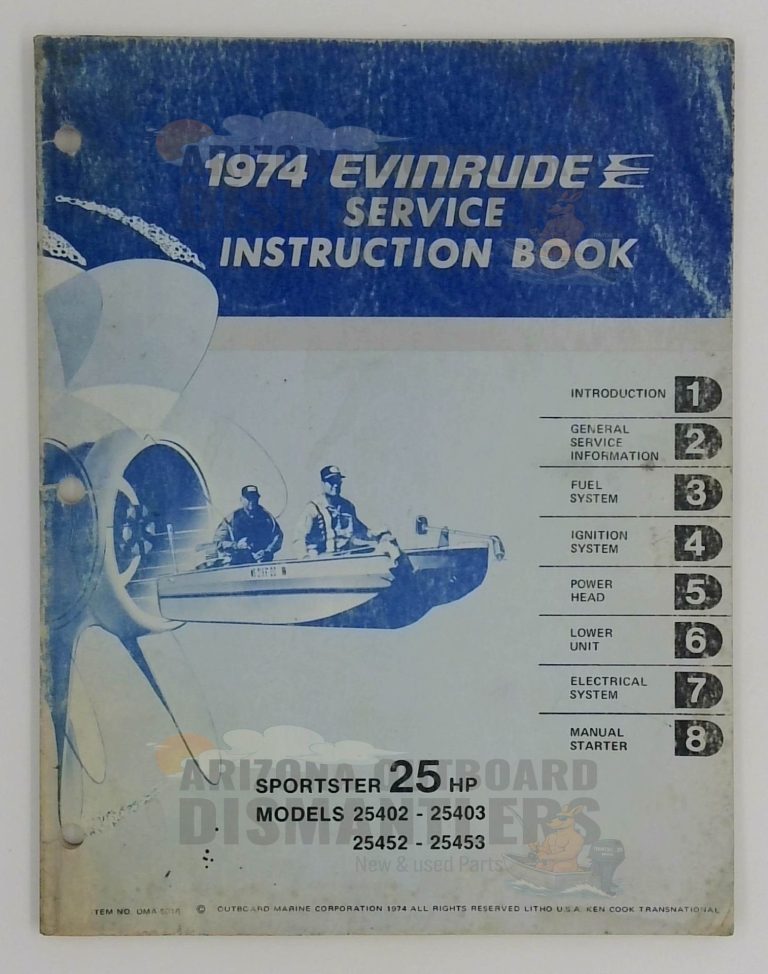 1974 EVINRUDE
SERVICE
INSTRUCTION BOOK
INTRODUCTION 1
GENERAL
SERVICE
INFORMATION 2
FUEL
SYSTEM 3
IGNITION
SYSTEM 4
POWER
HEAD 5
LOWER
UNIT 6
ELECTRICAL
SYSTEM 7
MANUAL
STARTER 8
ARIZONA OUTBOARD
DISMANTLERS
New & used Parts
SPORTSTER 25 HP
MODELS 25402 - 25403
25452 - 25453
ITEM NO. © OUTBOARD MARINE CORPORATION 1974 ALL RIGHTS RESERVED LITHO U.S.A. KEN COOK TRANSNATIONAL